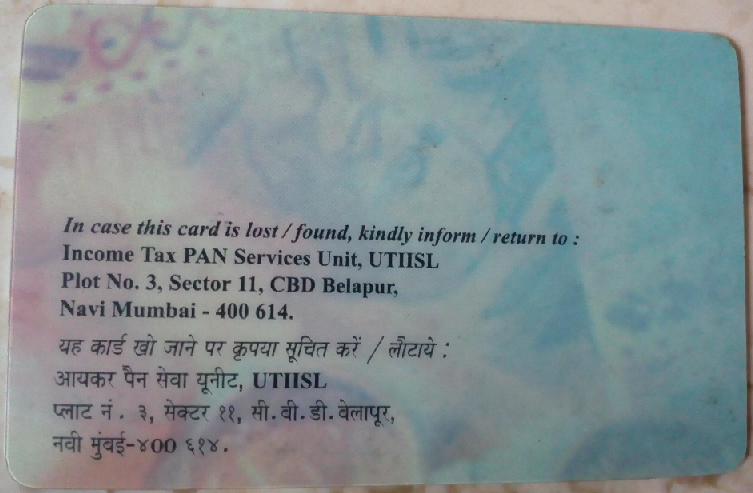 In case this card is lost / found, kindly inform / return to :
Income Tax PAN Services Unit, UTIISL
Plot No. 3, Sector 11, CBD Belapur,
Navi Mumbai - 400 614.
यह कार्ड खो जाने पर कृपया सूचित करें / लौटाये :
आयकर पैन सेवा यूनीट, UTIISL
प्लाट नं. ३, सेक्टर ११, सी.बी.डी.बेलापूर,
नवी मुंबई-४०० ६१४.